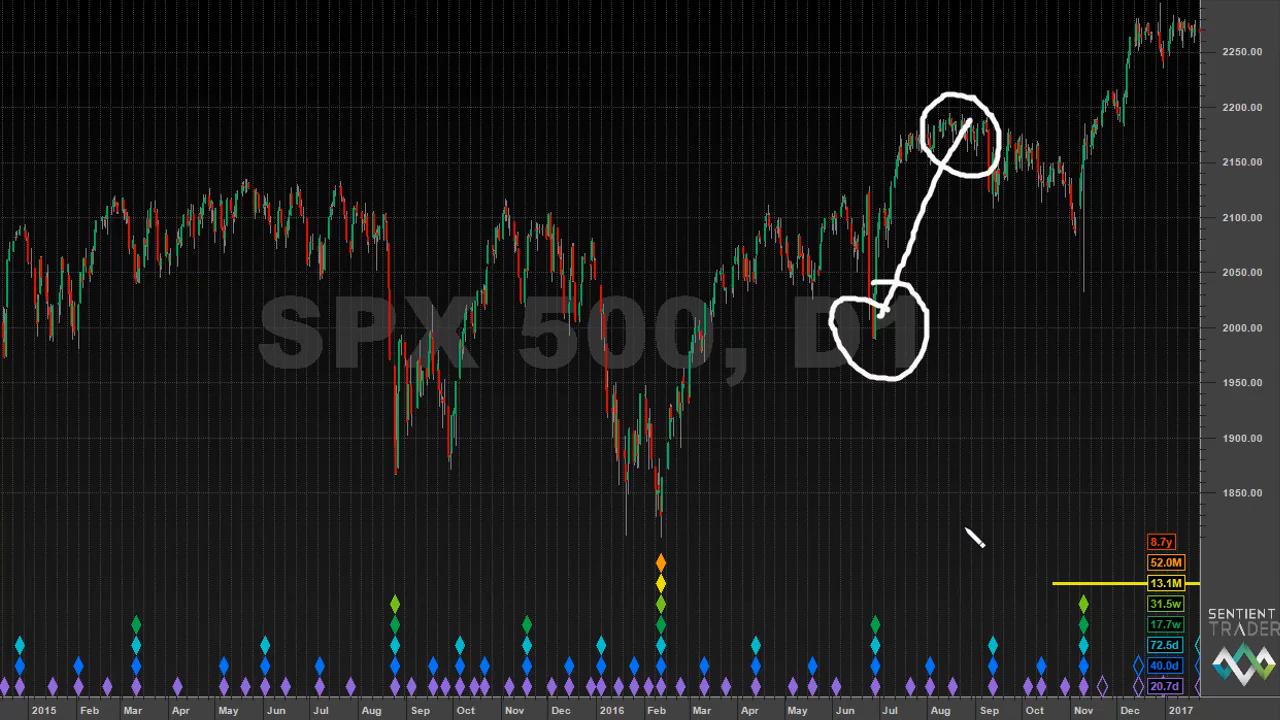 2250.00
2200.00
2150.00
2100.00
2050.00
SPX 500, D1
2000.00
1950.00
1900.00
1850.00
8.7y
52.0M
13.1M
31.5w
SENTIENT
TRADER
17.7w
72.5d
40.0d
20.7d
2015 Feb Mar Apr May Jun Jul Aug Sep Oct Nov Dec 2016 Feb Mar Apr May Jun Jul Aug Sep Oct Nov Dec 2017